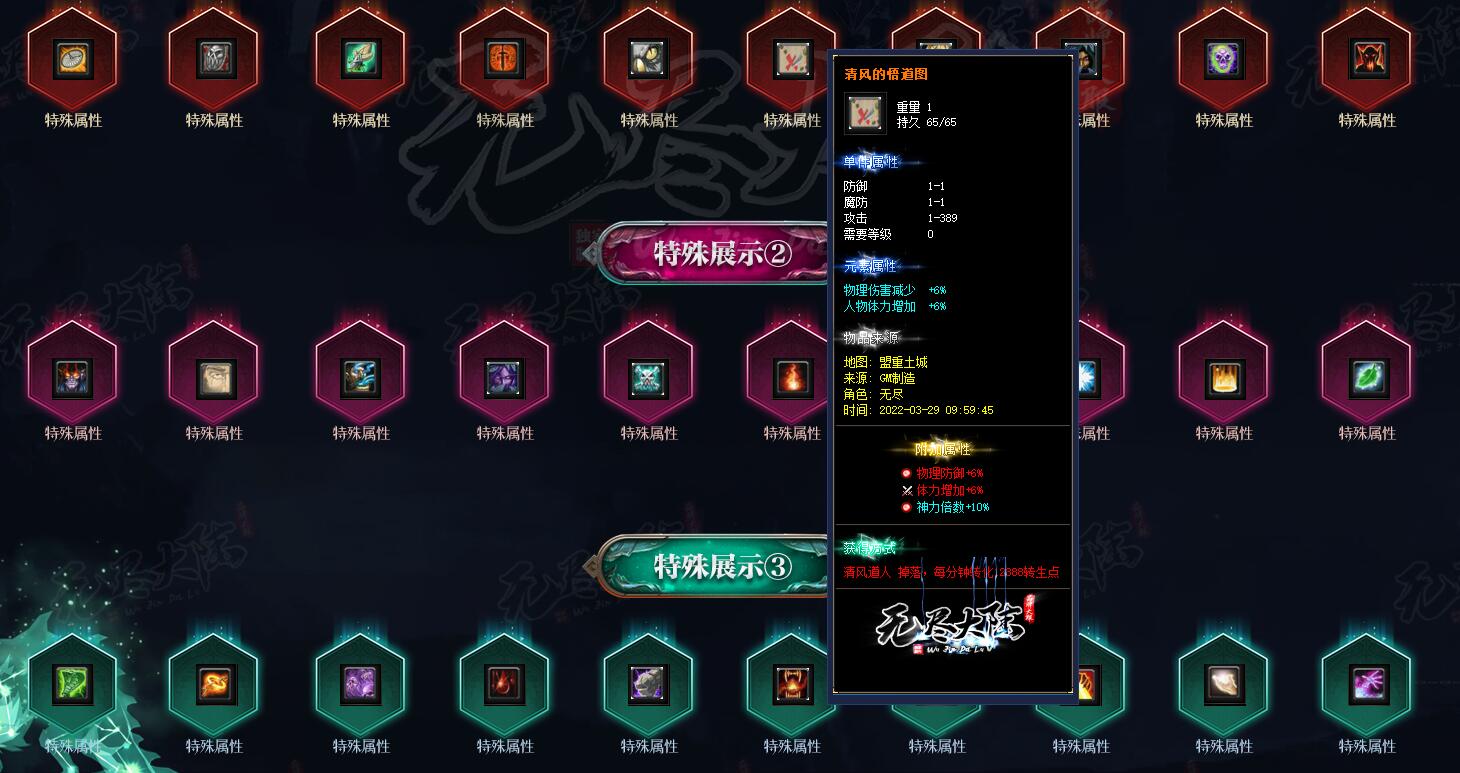 特殊属性
特殊属性
特殊属性
特殊属性
特殊属性
特殊属性
属性
特殊属性
特殊属性
特殊展示②
特殊属性
特殊属性
特殊属性
特殊属性
特殊属性
特殊属性
属性
特殊属性
特殊属性
特殊展示③
特殊属性
特殊属性
特殊属性
特殊属性
特殊属性
特殊属性
特殊属性
特殊属性
特殊属性
特殊属性
清风的悟道图
重量 1
持久 65/65
单件属性
防御 1-1
魔防 1-1
攻击 1-389
需要等级 0
元素属性
物理伤害减少 +6%
人物体力增加 +6%
物品来源
地图: 盟重土城
来源: GM制造
角色: 无尽
时间: 2022-03-29 09:59:45
附加属性
物理防御+6%
体力增加+6%
神力倍数+10%
获得方式
清风道人 掉落，每分钟转化 2388转生点
无尽大陆
Wu Jin Da Lu